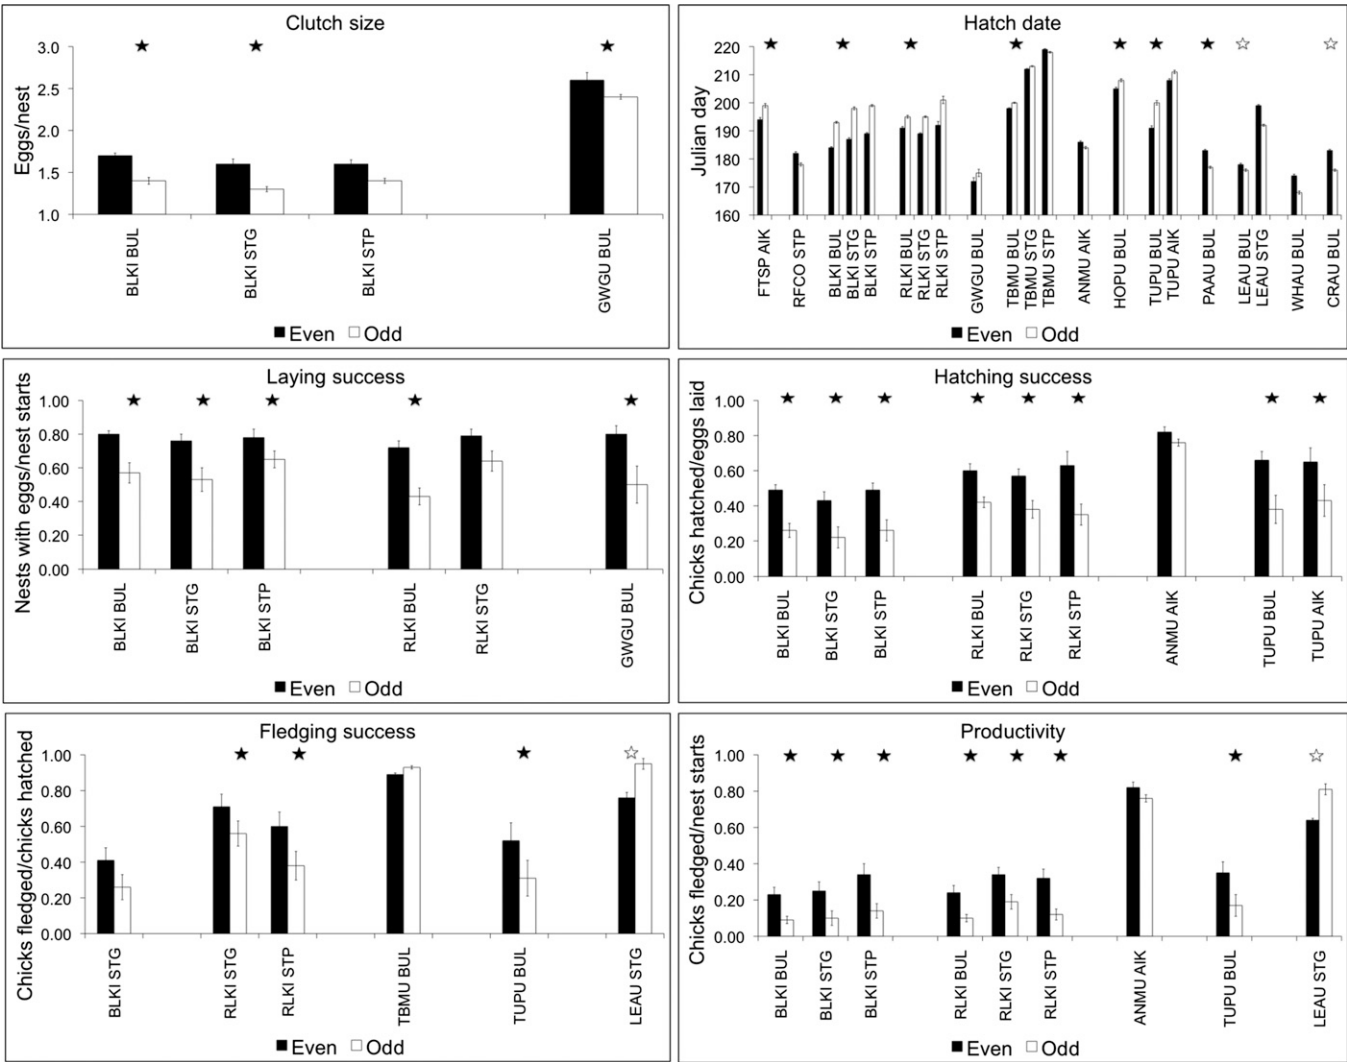 Clutch size
Eggs/nest
3.0
2.5
2.0
1.5
1.0
BLKI BUL
BLKI STG
BLKI STP
GWGU BUL
Even Odd
Hatch date
Julian day
220
210
200
190
180
170
160
FTSP AIK
RFCO STP
BLKI BUL
BLKI STG
BLKI STP
RLKI BUL
RLKI STG
RLKI STP
GWGU BUL
TBMU BUL
TBMU STG
TBMU STP
ANMU AIK
HOPU BUL
TUPU BUL
TUPU AIK
PAAU BUL
LEAU BUL
LEAU STG
WHAU BUL
CRAU BUL
Even Odd
Laying success
Nests with eggs/nest starts
1.00
0.80
0.60
0.40
0.20
0.00
BLKI BUL
BLKI STG
BLKI STP
RLKI BUL
RLKI STG
GWGU BUL
Even Odd
Hatching success
Chicks hatched/eggs laid
1.00
0.80
0.60
0.40
0.20
0.00
BLKI BUL
BLKI STG
BLKI STP
RLKI BUL
RLKI STG
RLKI STP
ANMU AIK
TUPU BUL
TUPU AIK
Even Odd
Fledging success
Chicks fledged/chicks hatched
1.00
0.80
0.60
0.40
0.20
0.00
BLKI STG
RLKI STG
RLKI STP
TBMU BUL
TUPU BUL
LEAU STG
Even Odd
Productivity
Chicks fledged/nest starts
1.00
0.80
0.60
0.40
0.20
0.00
BLKI BUL
BLKI STG
BLKI STP
RLKI BUL
RLKI STG
RLKI STP
ANMU AIK
TUPU BUL
LEAU STG
Even Odd